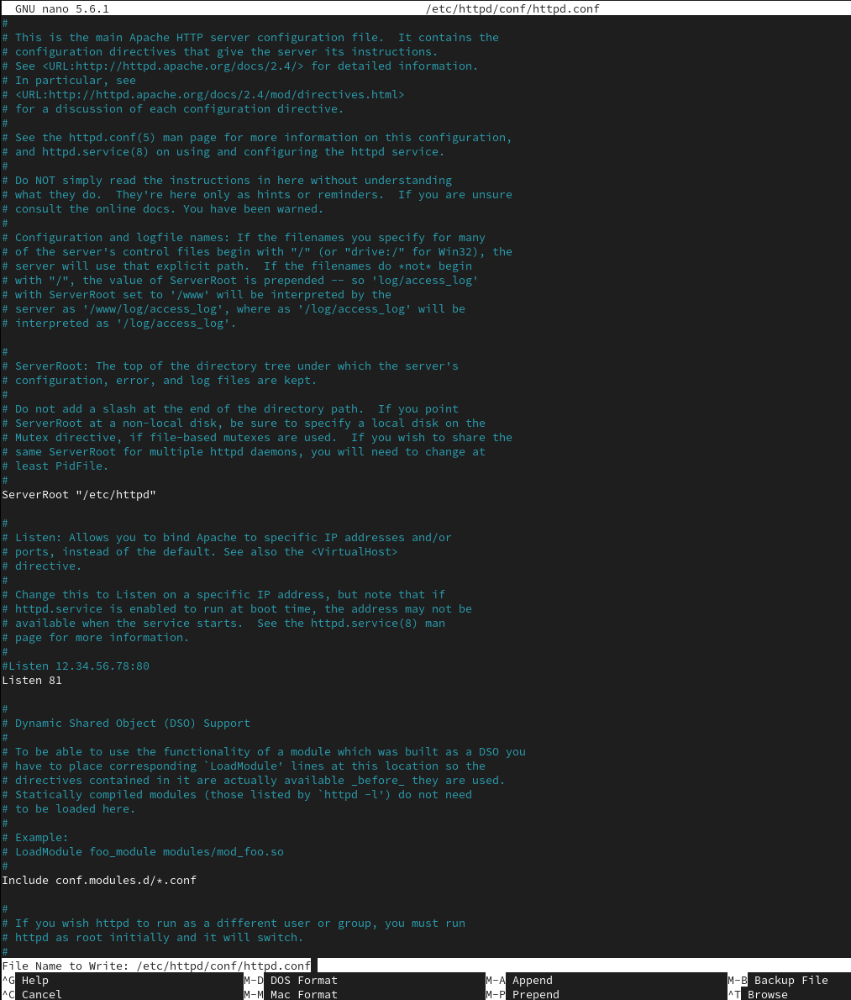 GNU nano 5.6.1 /etc/httpd/conf/httpd.conf
#
# This is the main Apache HTTP server configuration file.  It contains the
# configuration directives that give the server its instructions.
# See <URL:http://httpd.apache.org/docs/2.4/> for detailed information.
# In particular, see
# <URL:http://httpd.apache.org/docs/2.4/mod/directives.html>
# for a discussion of each configuration directive.
#
# See the httpd.conf(5) man page for more information on this configuration,
# and httpd.service(8) on using and configuring the httpd service.
#
# Do NOT simply read the instructions in here without understanding
# what they do.  They're here only as hints or reminders.  If you are unsure
# consult the online docs. You have been warned.
#
# Configuration and logfile names: If the filenames you specify for many
# of the server's control files begin with "/" (or "drive:/" for Win32), the
# server will use that explicit path.  If the filenames do *not* begin
# with "/", the value of ServerRoot is prepended -- so 'log/access_log'
# with ServerRoot set to '/www' will be interpreted by the
# server as '/www/log/access_log', where as '/log/access_log' will be
# interpreted as '/log/access_log'.

#
# ServerRoot: The top of the directory tree under which the server's
# configuration, error, and log files are kept.
#
# Do not add a slash at the end of the directory path.  If you point
# ServerRoot at a non-local disk, be sure to specify a local disk on the
# Mutex directive, if file-based mutexes are used.  If you wish to share the
# same ServerRoot for multiple httpd daemons, you will need to change at
# least PidFile.
#
ServerRoot "/etc/httpd"

#
# Listen: Allows you to bind Apache to specific IP addresses and/or
# ports, instead of the default. See also the <VirtualHost>
# directive.
#
# Change this to Listen on a specific IP address, but note that if
# httpd.service is enabled to run at boot time, the address may not be
# available when the service starts.  See the httpd.service(8) man
# page for more information.
#
#Listen 12.34.56.78:80
Listen 81

#
# Dynamic Shared Object (DSO) Support
#
# To be able to use the functionality of a module which was built as a DSO you
# have to place corresponding `LoadModule' lines at this location so the
# directives contained in it are actually available _before_ they are used.
# Statically compiled modules (those listed by `httpd -l') do not need
# to be loaded here.
#
# Example:
# LoadModule foo_module modules/mod_foo.so
#
Include conf.modules.d/*.conf

#
# If you wish httpd to run as a different user or group, you must run
# httpd as root initially and it will switch.
#
File Name to Write: /etc/httpd/conf/httpd.conf
^G Help M-D DOS Format M-A Append M-B Backup File
^C Cancel M-M Mac Format M-P Prepend ^T Browse